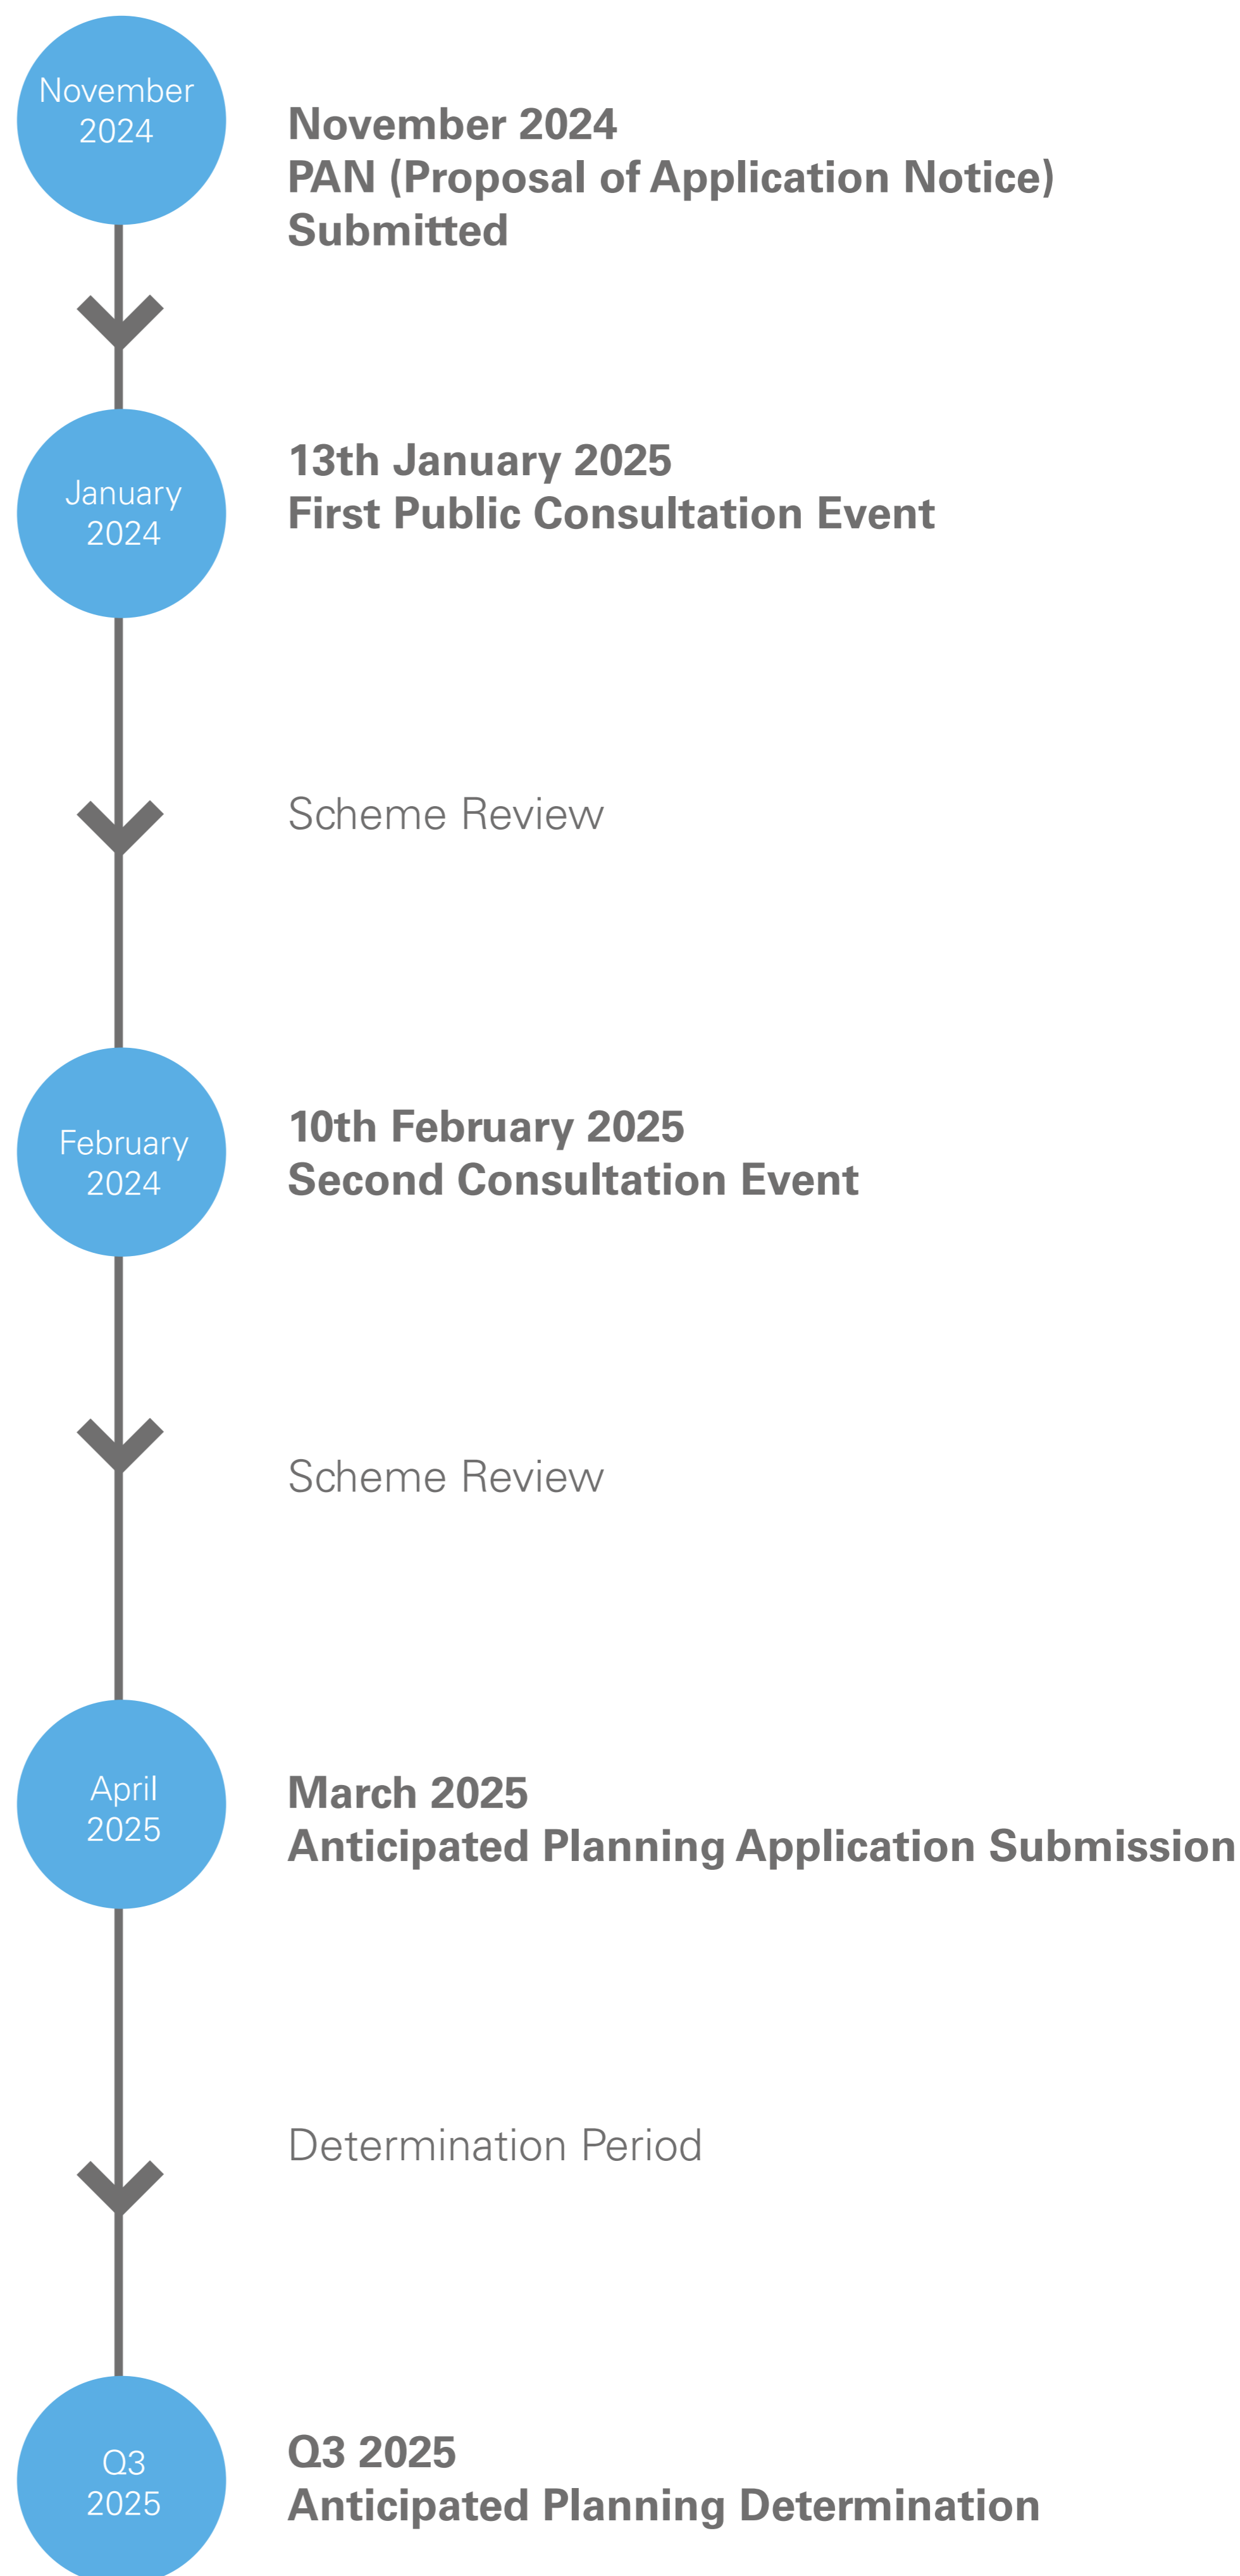 November
2024
November 2024
PAN (Proposal of Application Notice)
Submitted
January
2024
13th January 2025
First Public Consultation Event
Scheme Review
February
2024
10th February 2025
Second Consultation Event
Scheme Review
April
2025
March 2025
Anticipated Planning Application Submission
Determination Period
Q3
2025
Q3 2025
Anticipated Planning Determination